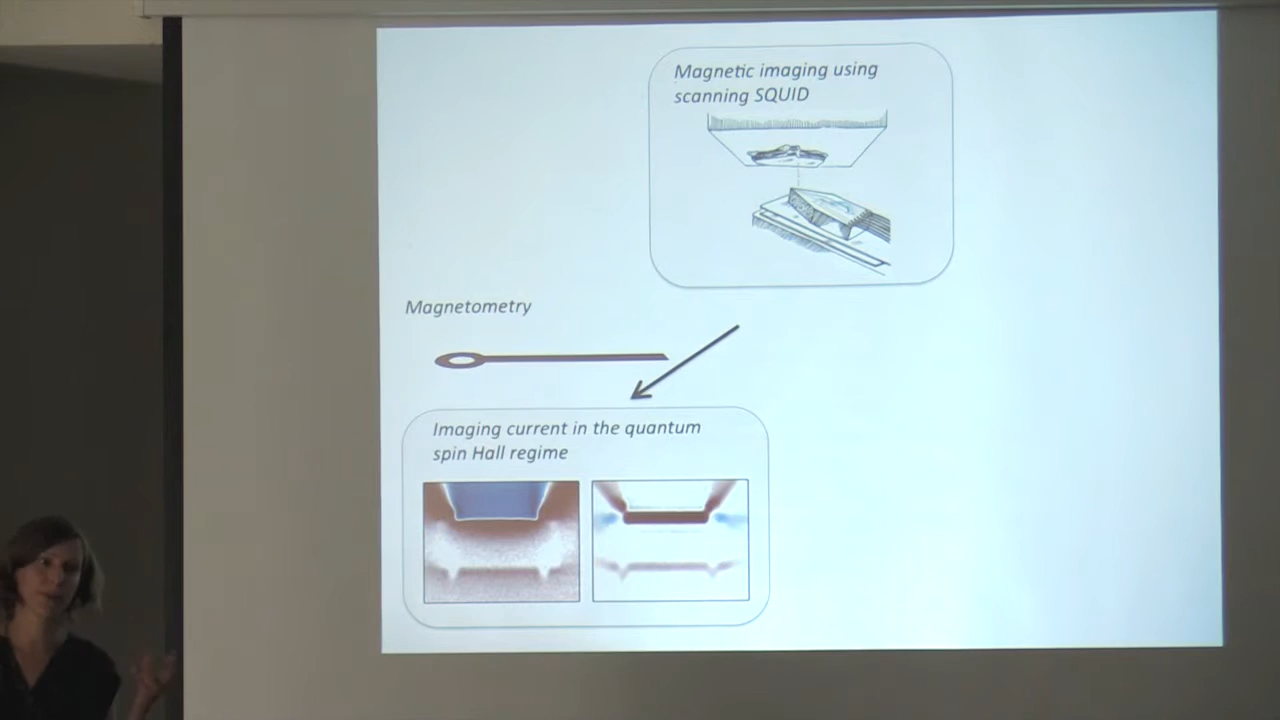 Magnetic imaging using
scanning SQUID
Magnetometry
Imaging current in the quantum
spin Hall regime